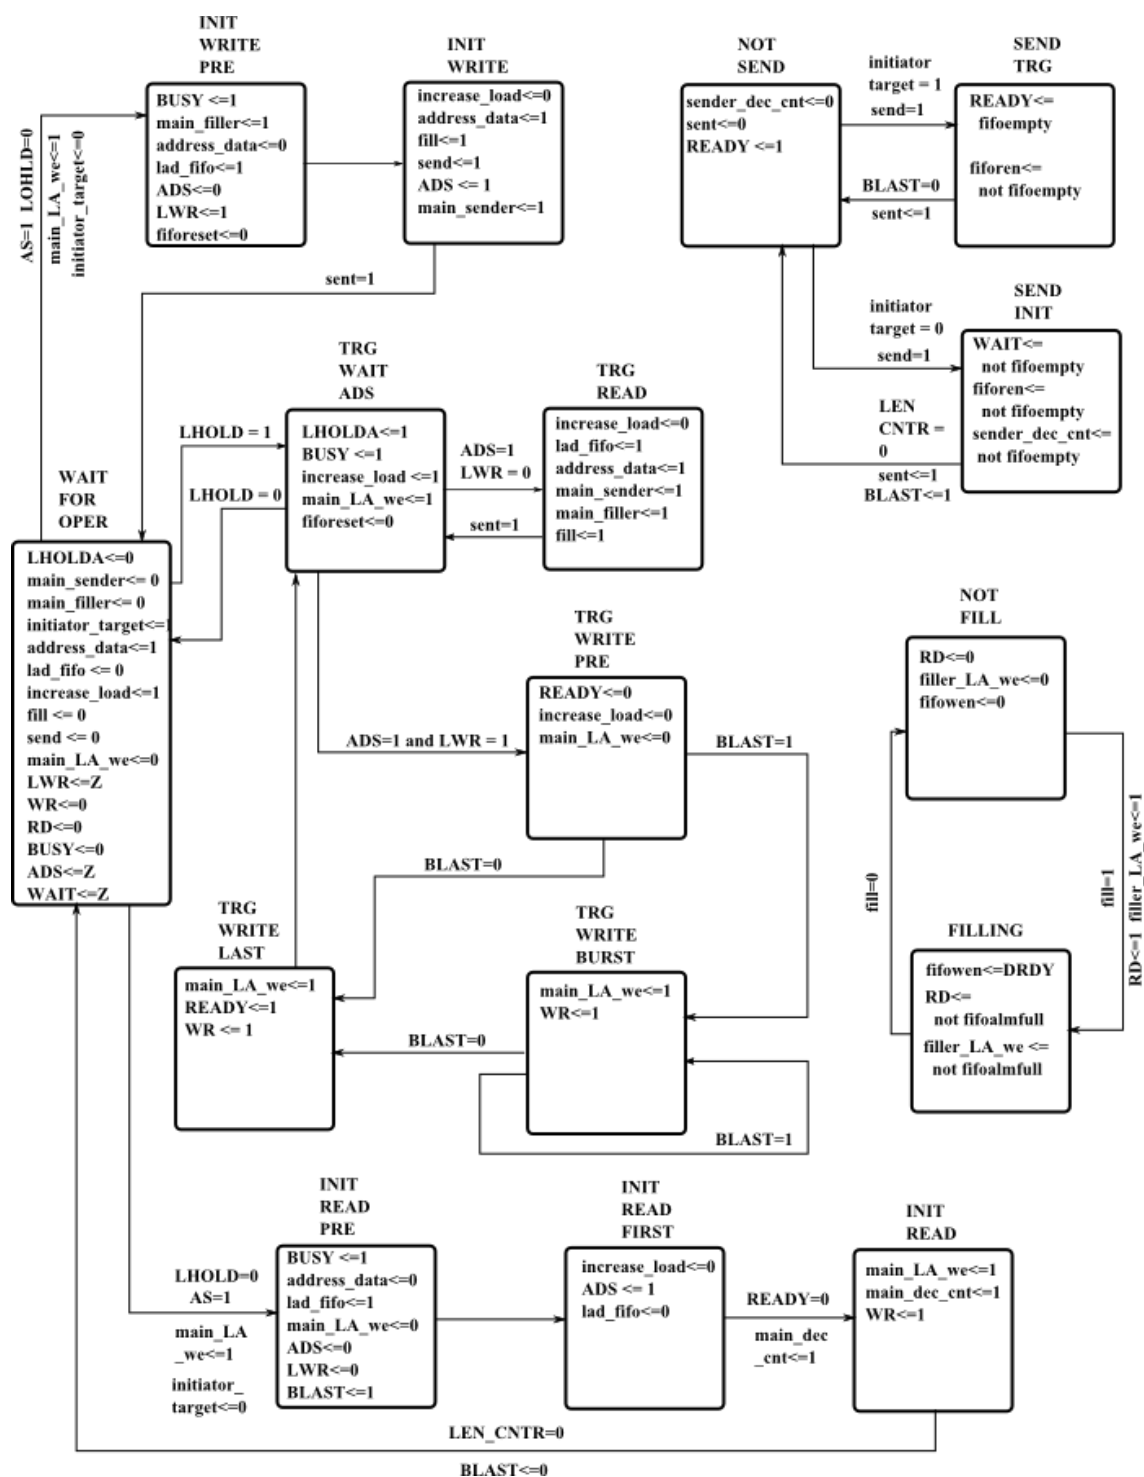 INIT
WRITE
PRE
BUSY <=1
main_filler<=1
address_data<=0
lad_fifo<=1
ADS<=0
LWR<=1
fiforeset<=0
AS=1 LOHLD=0
main_LA_we<=1
initiator_target<=0
INIT
WRITE
increase_load<=0
address_data<=1
fill<=1
send<=1
ADS <= 1
main_sender<=1
sent=1
NOT
SEND
sender_dec_cnt<=0
sent<=0
READY <=1
initiator
target = 1
send=1
BLAST=0
sent<=1
SEND
TRG
READY<=
fifoempty
fiforen<=
not fifoempty
initiator
target = 0
send=1
LEN
CNTR =
0
sent<=1
BLAST<=1
SEND
INIT
WAIT<=
not fifoempty
fiforen<=
not fifoempty
sender_dec_cnt<=
not fifoempty
TRG
WAIT
ADS
LHOLDA<=1
BUSY <=1
increase_load <=1
main_LA_we<=1
fiforeset<=0
LHOLD = 1
LHOLD = 0
ADS=1
LWR = 0
sent=1
TRG
READ
increase_load<=0
lad_fifo<=1
address_data<=1
main_sender<=1
main_filler<=1
fill<=1
WAIT
FOR
OPER
LHOLDA<=0
main_sender<= 0
main_filler<= 0
initiator_target<=1
address_data<=1
lad_fifo <= 0
increase_load<=1
fill <= 0
send <= 0
main_LA_we<=0
LWR<=Z
WR<=0
RD<=0
BUSY<=0
ADS<=Z
WAIT<=Z
TRG
WRITE
PRE
READY<=0
increase_load<=0
main_LA_we<=0
ADS=1 and LWR = 1
BLAST=1
BLAST=0
NOT
FILL
RD<=0
filler_LA_we<=0
fifowen<=0
fill=0
fill=1
RD<=1 filler_LA_we<=1
FILLING
fifowen<=DRDY
RD<=
not fifoalmfull
filler_LA_we <=
not fifoalmfull
TRG
WRITE
LAST
main_LA_we<=1
READY<=1
WR <= 1
BLAST=0
TRG
WRITE
BURST
main_LA_we<=1
WR<=1
BLAST=1
LHOLD=0
AS=1
main_LA
_we<=1
initiator_
target<=0
INIT
READ
PRE
BUSY <=1
address_data<=0
lad_fifo<=1
main_LA_we<=0
ADS<=0
LWR<=0
BLAST<=1
INIT
READ
FIRST
increase_load<=0
ADS <= 1
lad_fifo<=0
READY=0
main_dec
_cnt<=1
INIT
READ
main_LA_we<=1
main_dec_cnt<=1
WR<=1
LEN_CNTR=0
BLAST<=0